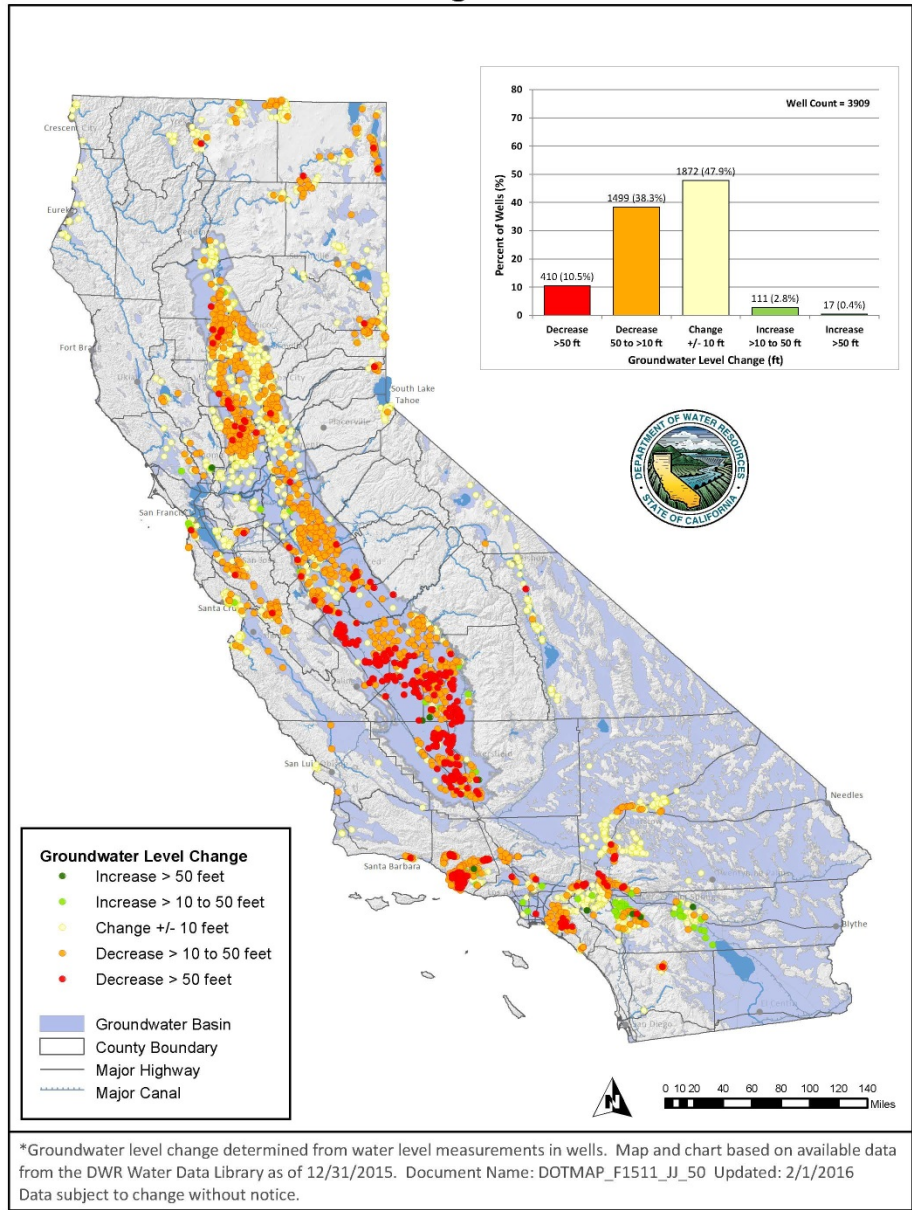 Well Count = 3909
Percent of Wells (%)
80
70
60
50
40
30
20
10
0
410 (10.5%)
1499 (38.3%)
1872 (47.9%)
111 (2.8%)
17 (0.4%)
Decrease
>50 ft
Decrease
50 to >10 ft
Change
+/- 10 ft
Increase
>10 to 50 ft
Increase
>50 ft
Groundwater Level Change (ft)
DEPARTMENT OF WATER RESOURCES
STATE OF CALIFORNIA
Crescent City
Fort Bragg
South Lake
Tahoe
Placerville
Santa Cruz
Needles
Santa Barbara
Blythe
El Centro
San Diego
Groundwater Level Change
Increase > 50 feet
Increase > 10 to 50 feet
Change +/- 10 feet
Decrease > 10 to 50 feet
Decrease > 50 feet
Groundwater Basin
County Boundary
Major Highway
Major Canal
N
0 10 20 40 60 80 100 120 140
Miles
*Groundwater level change determined from water level measurements in wells. Map and chart based on available data
from the DWR Water Data Library as of 12/31/2015. Document Name: DOTMAP_F1511_JJ_50 Updated: 2/1/2016
Data subject to change without notice.